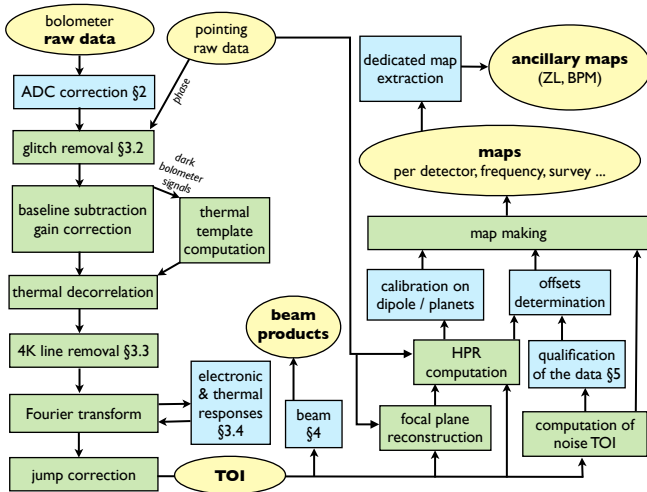 bolometer
raw data
ADC correction §2
glitch removal §3.2
baseline subtraction
gain correction
thermal decorrelation
4K line removal §3.3
Fourier transform
jump correction
pointing
raw data
phase
dark
bolometer
signals
thermal
template
computation
electronic
& thermal
responses
§3.4
TOI
beam
products
beam
§4
dedicated map
extraction
ancillary maps
(ZL, BPM)
maps
per detector, frequency, survey ...
map making
calibration on
dipole / planets
offsets
determination
HPR
computation
qualification
of the data §5
focal plane
reconstruction
computation of
noise TOI